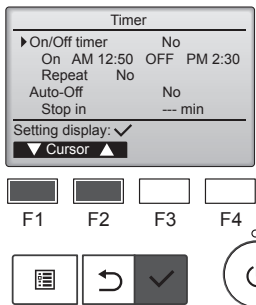 Timer
On/Off timer No
On AM 12:50 OFF PM 2:30
Repeat No
Auto-Off No
Stop in --- min
Setting display: ✓
▼ Cursor ▲
F1 F2 F3 F4